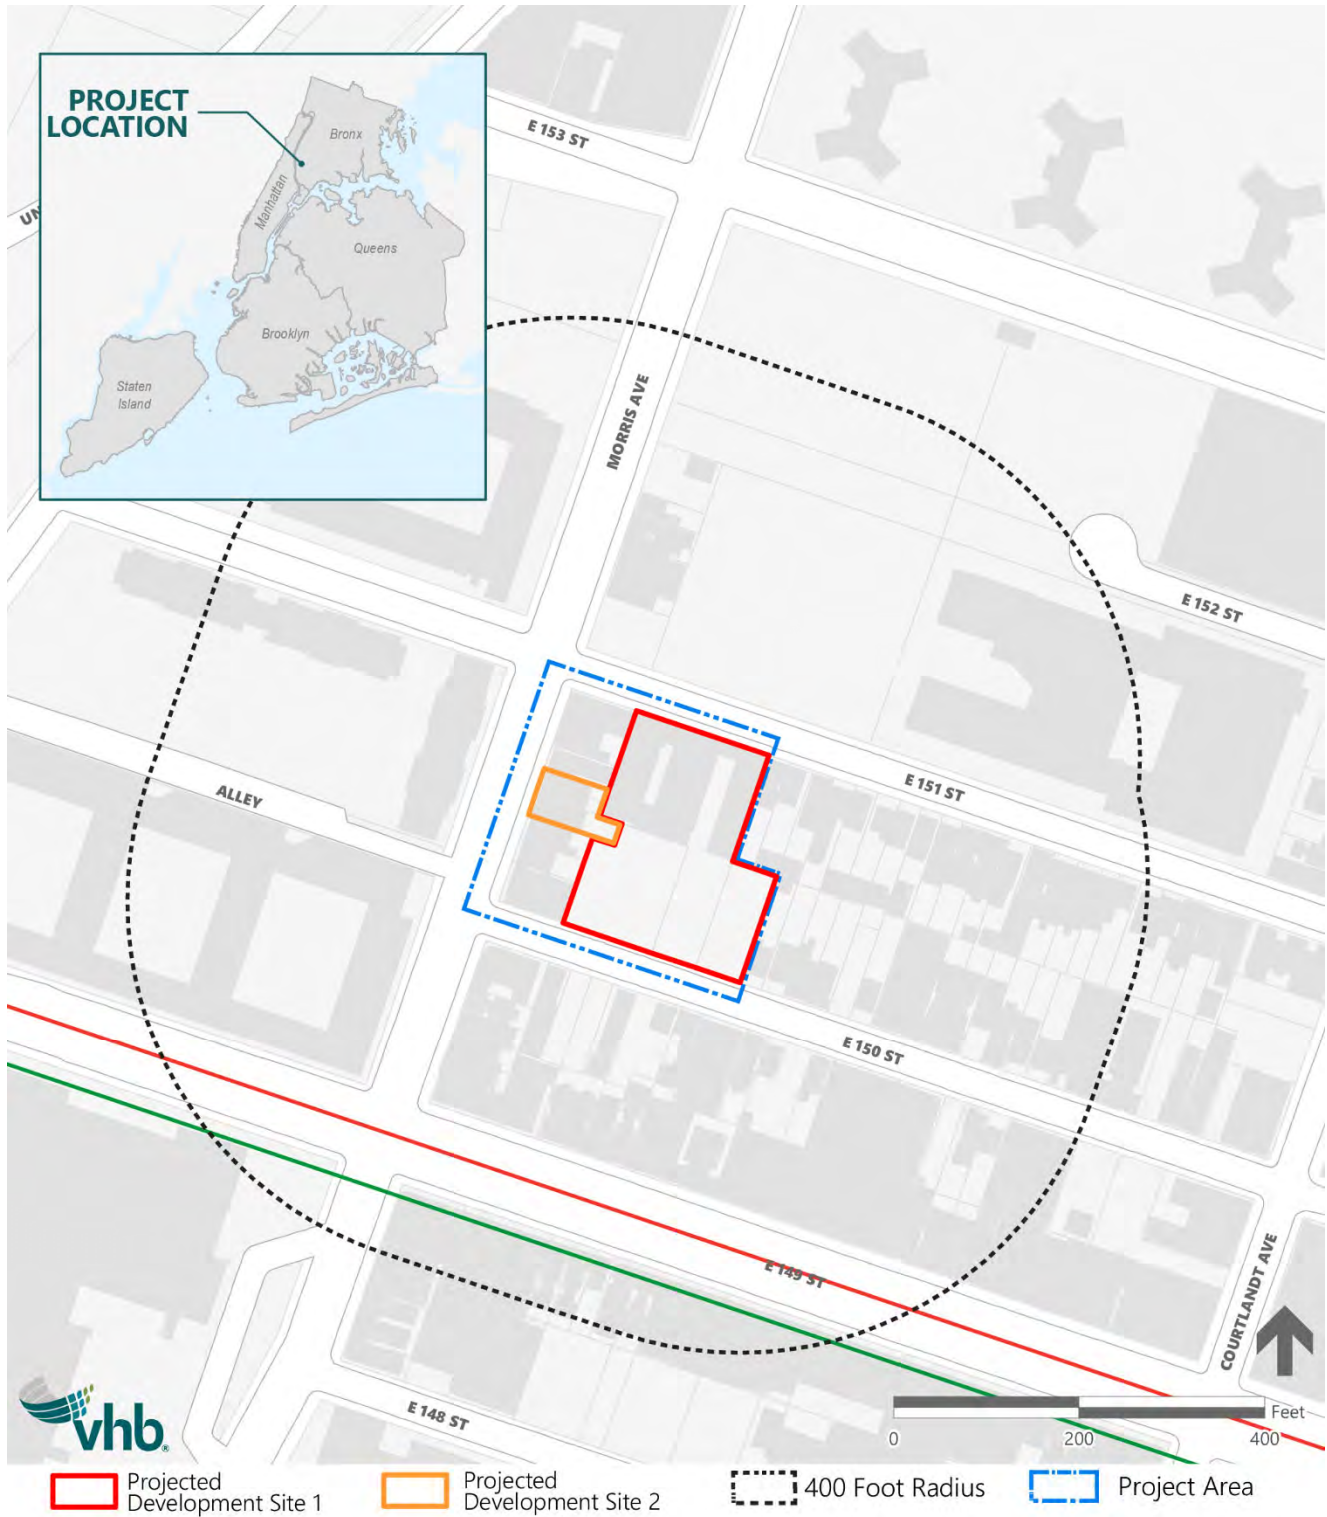 PROJECT
LOCATION
Bronx
Manhattan
Queens
Brooklyn
Staten
Island
UN
E 153 ST
MORRIS AVE
E 152 ST
E 151 ST
ALLEY
E 150 ST
E 149 ST
COURTLANDT AVE
E 148 ST
vhb®
Feet
0
200
400
Projected
Development Site 1
Projected
Development Site 2
400 Foot Radius
Project Area